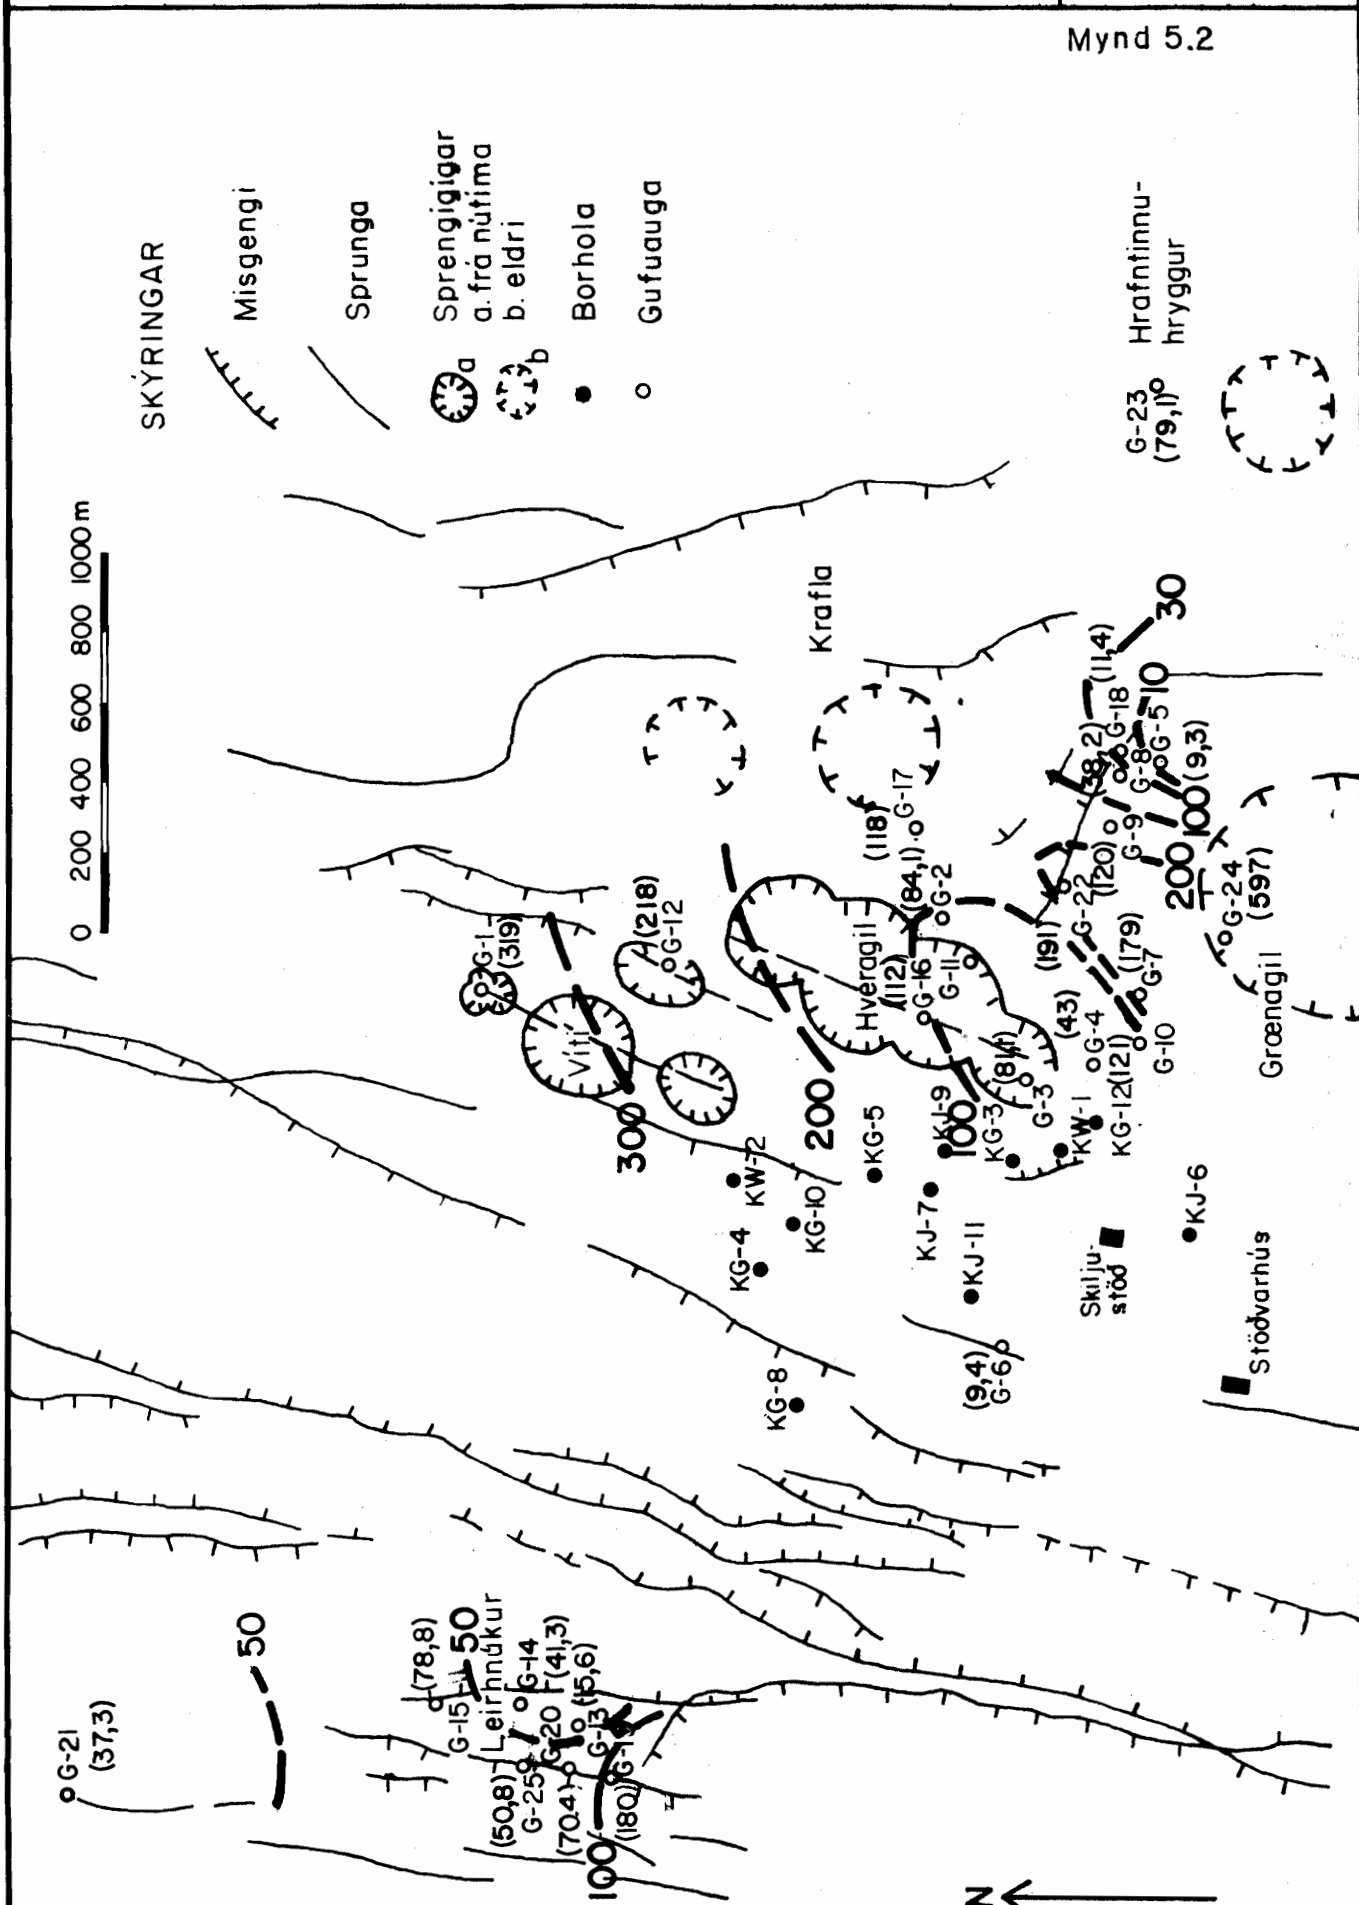 Mynd 5.2
SKÝRINGAR
Misgengi
Sprunga
Sprengigígar
a. frá nútíma
b. eldri
a
b
Borhola
Gufuauga
0 200 400 600 800 1000 m
Hrafntinnu-
hryggur
G-23
(79,1)
Krafla
G-1
(319)
Víti
(218)
G-12
300
200
Hveragil
(112)
G-16
G-11
(84,1)
G-2
(118)
G-17
100
(81,1)
G-3
(43)
G-4
(121)
G-10
(179)
G-7
(191)
G-22
(120)
G-9
(38,2)
G-18
G-8
G-5
(9,3)
(11,4)
10
30
100
200
G-24
(597)
Grœnagil
KW-2
KG-10
KG-4
KG-5
KJ-9
KG-3
KW-1
KG-12
KJ-7
KJ-11
KJ-6
KG-8
Skilju-
stöð
Stöðvarhús
(9,4)
G-6
G-21
(37,3)
50
(78,8)
G-15
50
Leirhnúkur
G-14
(41,3)
G-20
(15,6)
G-13
(50,8)
G-25
(70.4)
(180)
100
N